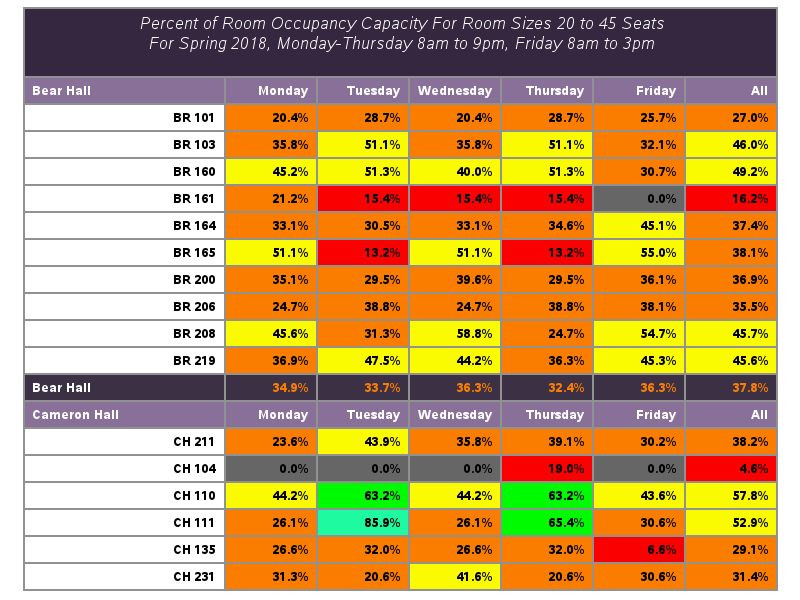 Percent of Room Occupancy Capacity For Room Sizes 20 to 45 Seats
For Spring 2018, Monday-Thursday 8am to 9pm, Friday 8am to 3pm
Bear Hall Monday Tuesday Wednesday Thursday Friday All
BR 101 20.4% 28.7% 20.4% 28.7% 25.7% 27.0%
BR 103 35.8% 51.1% 35.8% 51.1% 32.1% 46.0%
BR 160 45.2% 51.3% 40.0% 51.3% 30.7% 49.2%
BR 161 21.2% 15.4% 15.4% 15.4% 0.0% 16.2%
BR 164 33.1% 30.5% 33.1% 34.6% 45.1% 37.4%
BR 165 51.1% 13.2% 51.1% 13.2% 55.0% 38.1%
BR 200 35.1% 29.5% 39.6% 29.5% 36.1% 36.9%
BR 206 24.7% 38.8% 24.7% 38.8% 38.1% 35.5%
BR 208 45.6% 31.3% 58.8% 24.7% 54.7% 45.7%
BR 219 36.9% 47.5% 44.2% 36.3% 45.3% 45.6%
Bear Hall 34.9% 33.7% 36.3% 32.4% 36.3% 37.8%
Cameron Hall Monday Tuesday Wednesday Thursday Friday All
CH 211 23.6% 43.9% 35.8% 39.1% 30.2% 38.2%
CH 104 0.0% 0.0% 0.0% 19.0% 0.0% 4.6%
CH 110 44.2% 63.2% 44.2% 63.2% 43.6% 57.8%
CH 111 26.1% 85.9% 26.1% 65.4% 30.6% 52.9%
CH 135 26.6% 32.0% 26.6% 32.0% 6.6% 29.1%
CH 231 31.3% 20.6% 41.6% 20.6% 30.6% 31.4%